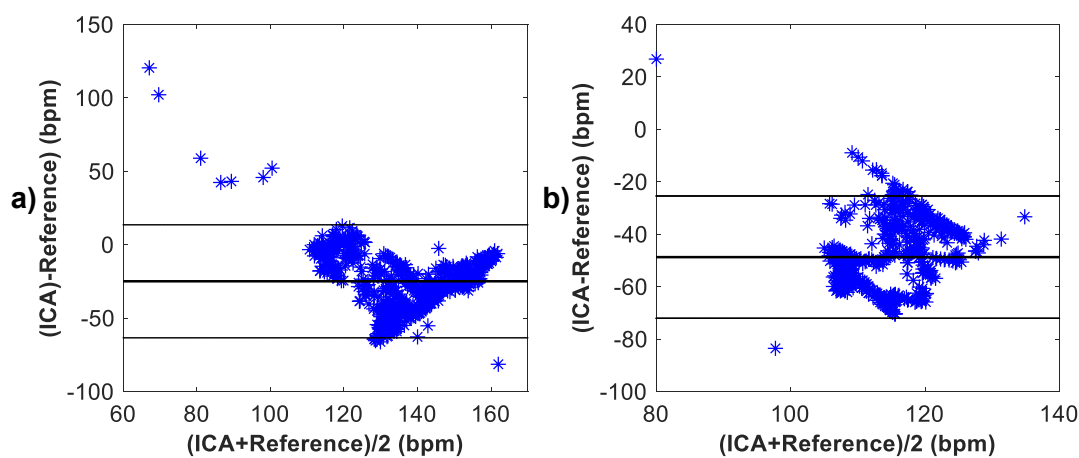 a)
(ICA)-Reference) (bpm)
150
100
50
0
-50
-100
60 80 100 120 140 160
(ICA+Reference)/2 (bpm)
b)
(ICA-Reference) (bpm)
40
20
0
-20
-40
-60
-80
-100
80 100 120 140
(ICA+Reference)/2 (bpm)